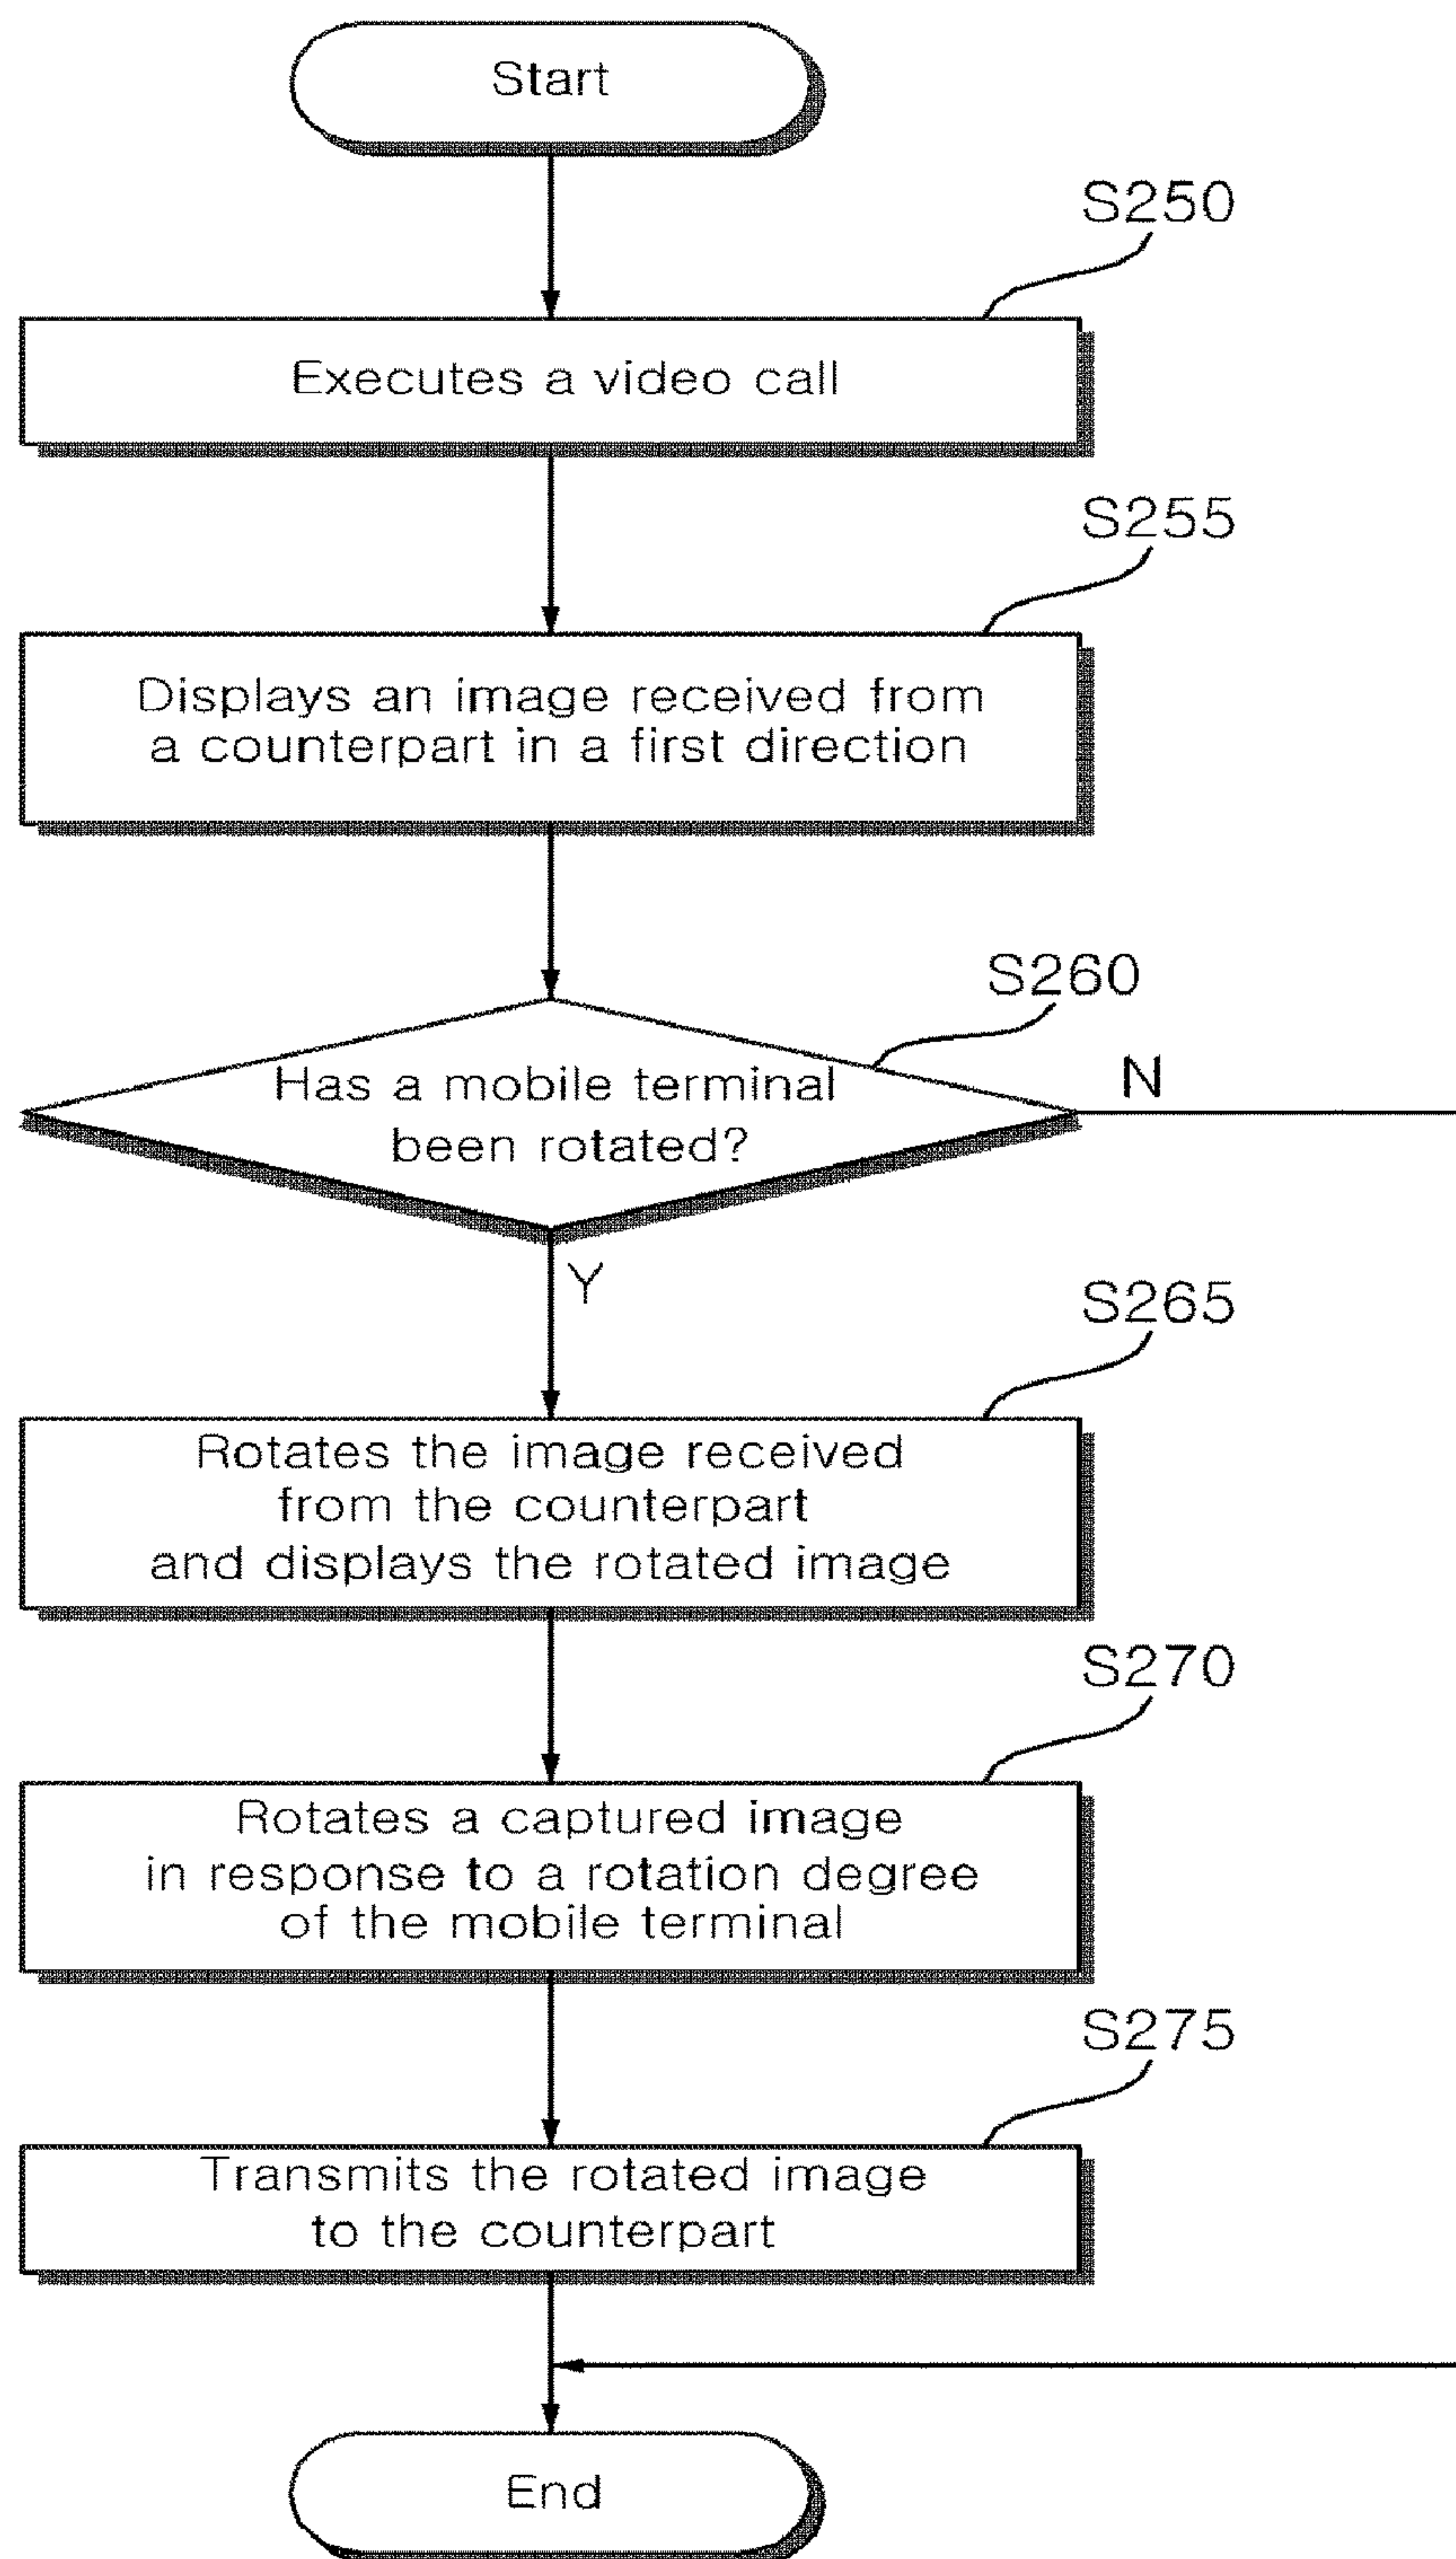 Start
S250
Executes a video call
S255
Displays an image received from
a counterpart in a first direction
S260
Has a mobile terminal
been rotated?
N
Y
S265
Rotates the image received
from the counterpart
and displays the rotated image
S270
Rotates a captured image
in response to a rotation degree
of the mobile terminal
S275
Transmits the rotated image
to the counterpart
End